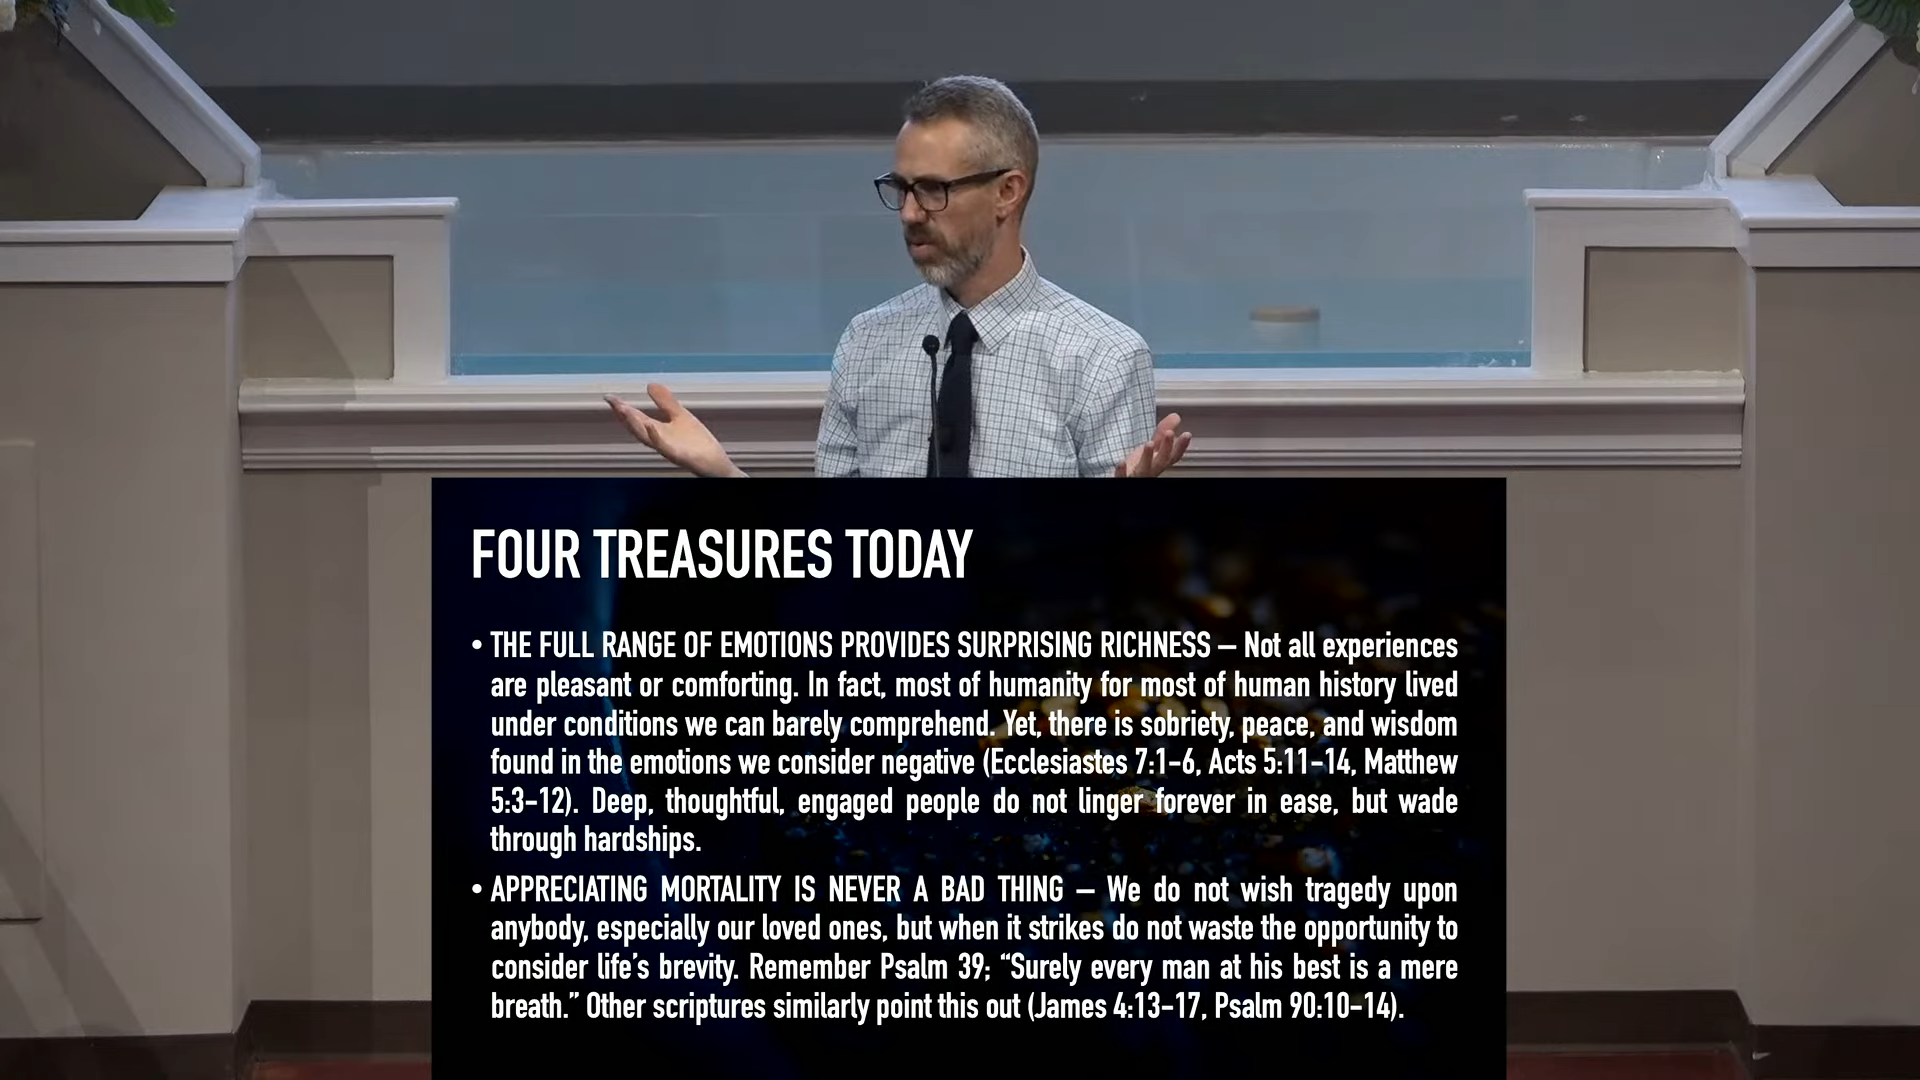 FOUR TREASURES TODAY
• THE FULL RANGE OF EMOTIONS PROVIDES SURPRISING RICHNESS – Not all experiences
are pleasant or comforting. In fact, most of humanity for most of human history lived
under conditions we can barely comprehend. Yet, there is sobriety, peace, and wisdom
found in the emotions we consider negative (Ecclesiastes 7:1-6, Acts 5:11-14, Matthew
5:3-12). Deep, thoughtful, engaged people do not linger forever in ease, but wade
through hardships.
• APPRECIATING MORTALITY IS NEVER A BAD THING – We do not wish tragedy upon
anybody, especially our loved ones, but when it strikes do not waste the opportunity to
consider life’s brevity. Remember Psalm 39; “Surely every man at his best is a mere
breath.” Other scriptures similarly point this out (James 4:13-17, Psalm 90:10-14).